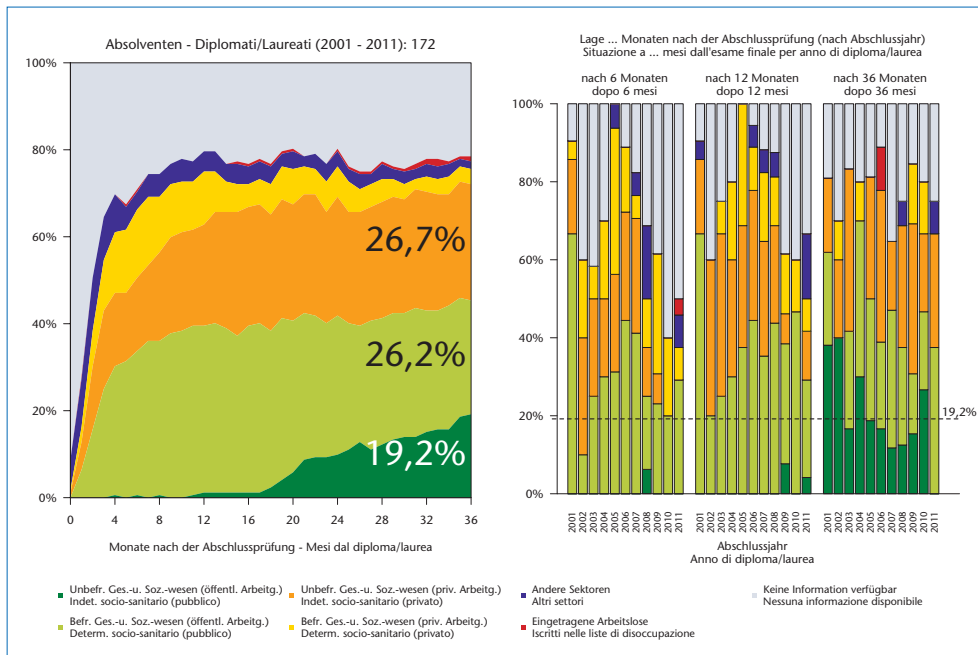 Absolventen - Diplomati/Laureati (2001 - 2011): 172
100%
80%
60%
40%
20%
0%
26,7%
26,2%
19,2%
0 4 8 12 16 20 24 28 32 36
Monate nach der Abschlussprüfung - Mesi dal diploma/laurea
Lage ... Monaten nach der Abschlussprüfung (nach Abschlussjahr)
Situazione a ... mesi dall'esame finale per anno di diploma/laurea
nach 6 Monaten
dopo 6 mesi
nach 12 Monaten
dopo 12 mesi
nach 36 Monaten
dopo 36 mesi
100%
80%
60%
40%
20%
0%
19,2%
2001 2002 2003 2004 2005 2006 2007 2008 2009 2010 2011
2001 2002 2003 2004 2005 2006 2007 2008 2009 2010 2011
2001 2002 2003 2004 2005 2006 2007 2008 2009 2010 2011
Abschlussjahr
Anno di diploma/laurea
Unbefr. Ges.-u. Soz.-wesen (öffentl. Arbeitg.)
Indet. socio-sanitario (pubblico)
Befr. Ges.-u. Soz.-wesen (öffentl. Arbeitg.)
Determ. socio-sanitario (pubblico)
Unbefr. Ges.-u. Soz.-wesen (priv. Arbeitg.)
Indet. socio-sanitario (privato)
Befr. Ges.-u. Soz.-wesen (priv. Arbeitg.)
Determ. socio-sanitario (privato)
Andere Sektoren
Altri settori
Eingetragene Arbeitslose
Iscritti nelle liste di disoccupazione
Keine Information verfügbar
Nessuna informazione disponibile